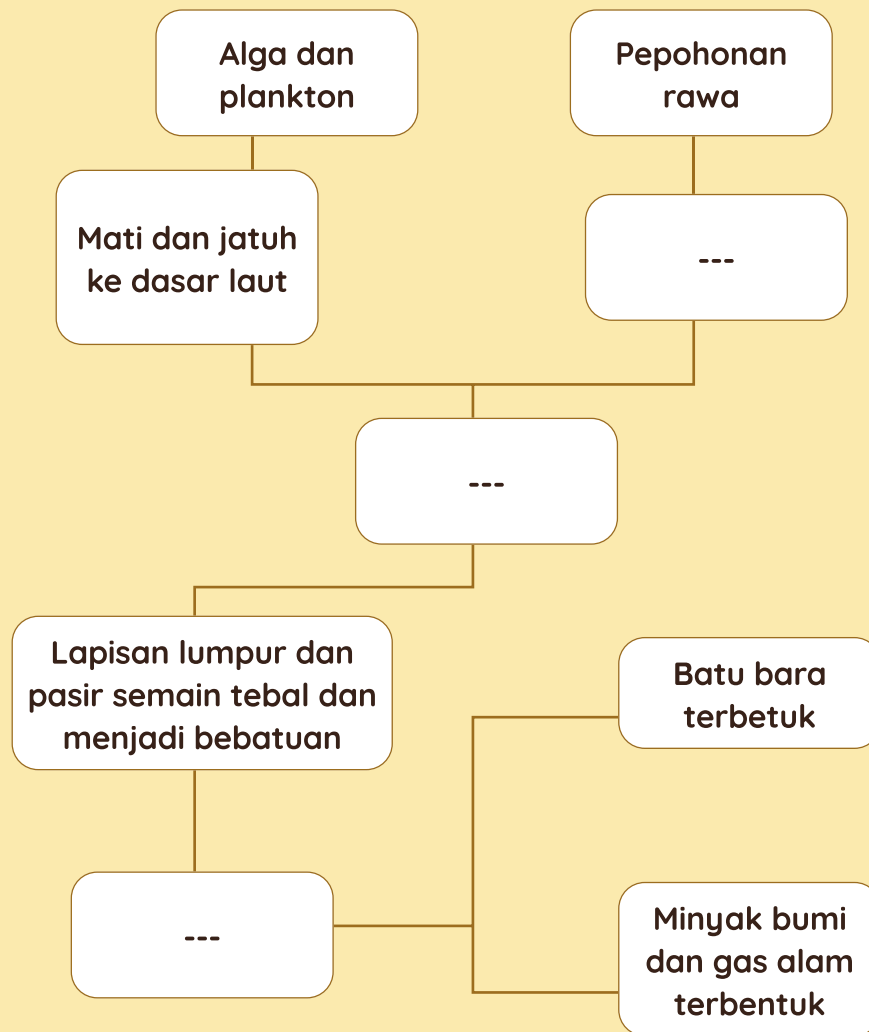 Alga dan
plankton
Pepohonan
rawa
Mati dan jatuh
ke dasar laut
---
---
Lapisan lumpur dan
pasir semain tebal dan
menjadi bebatuan
Batu bara
terbetuk
---
Minyak bumi
dan gas alam
terbentuk